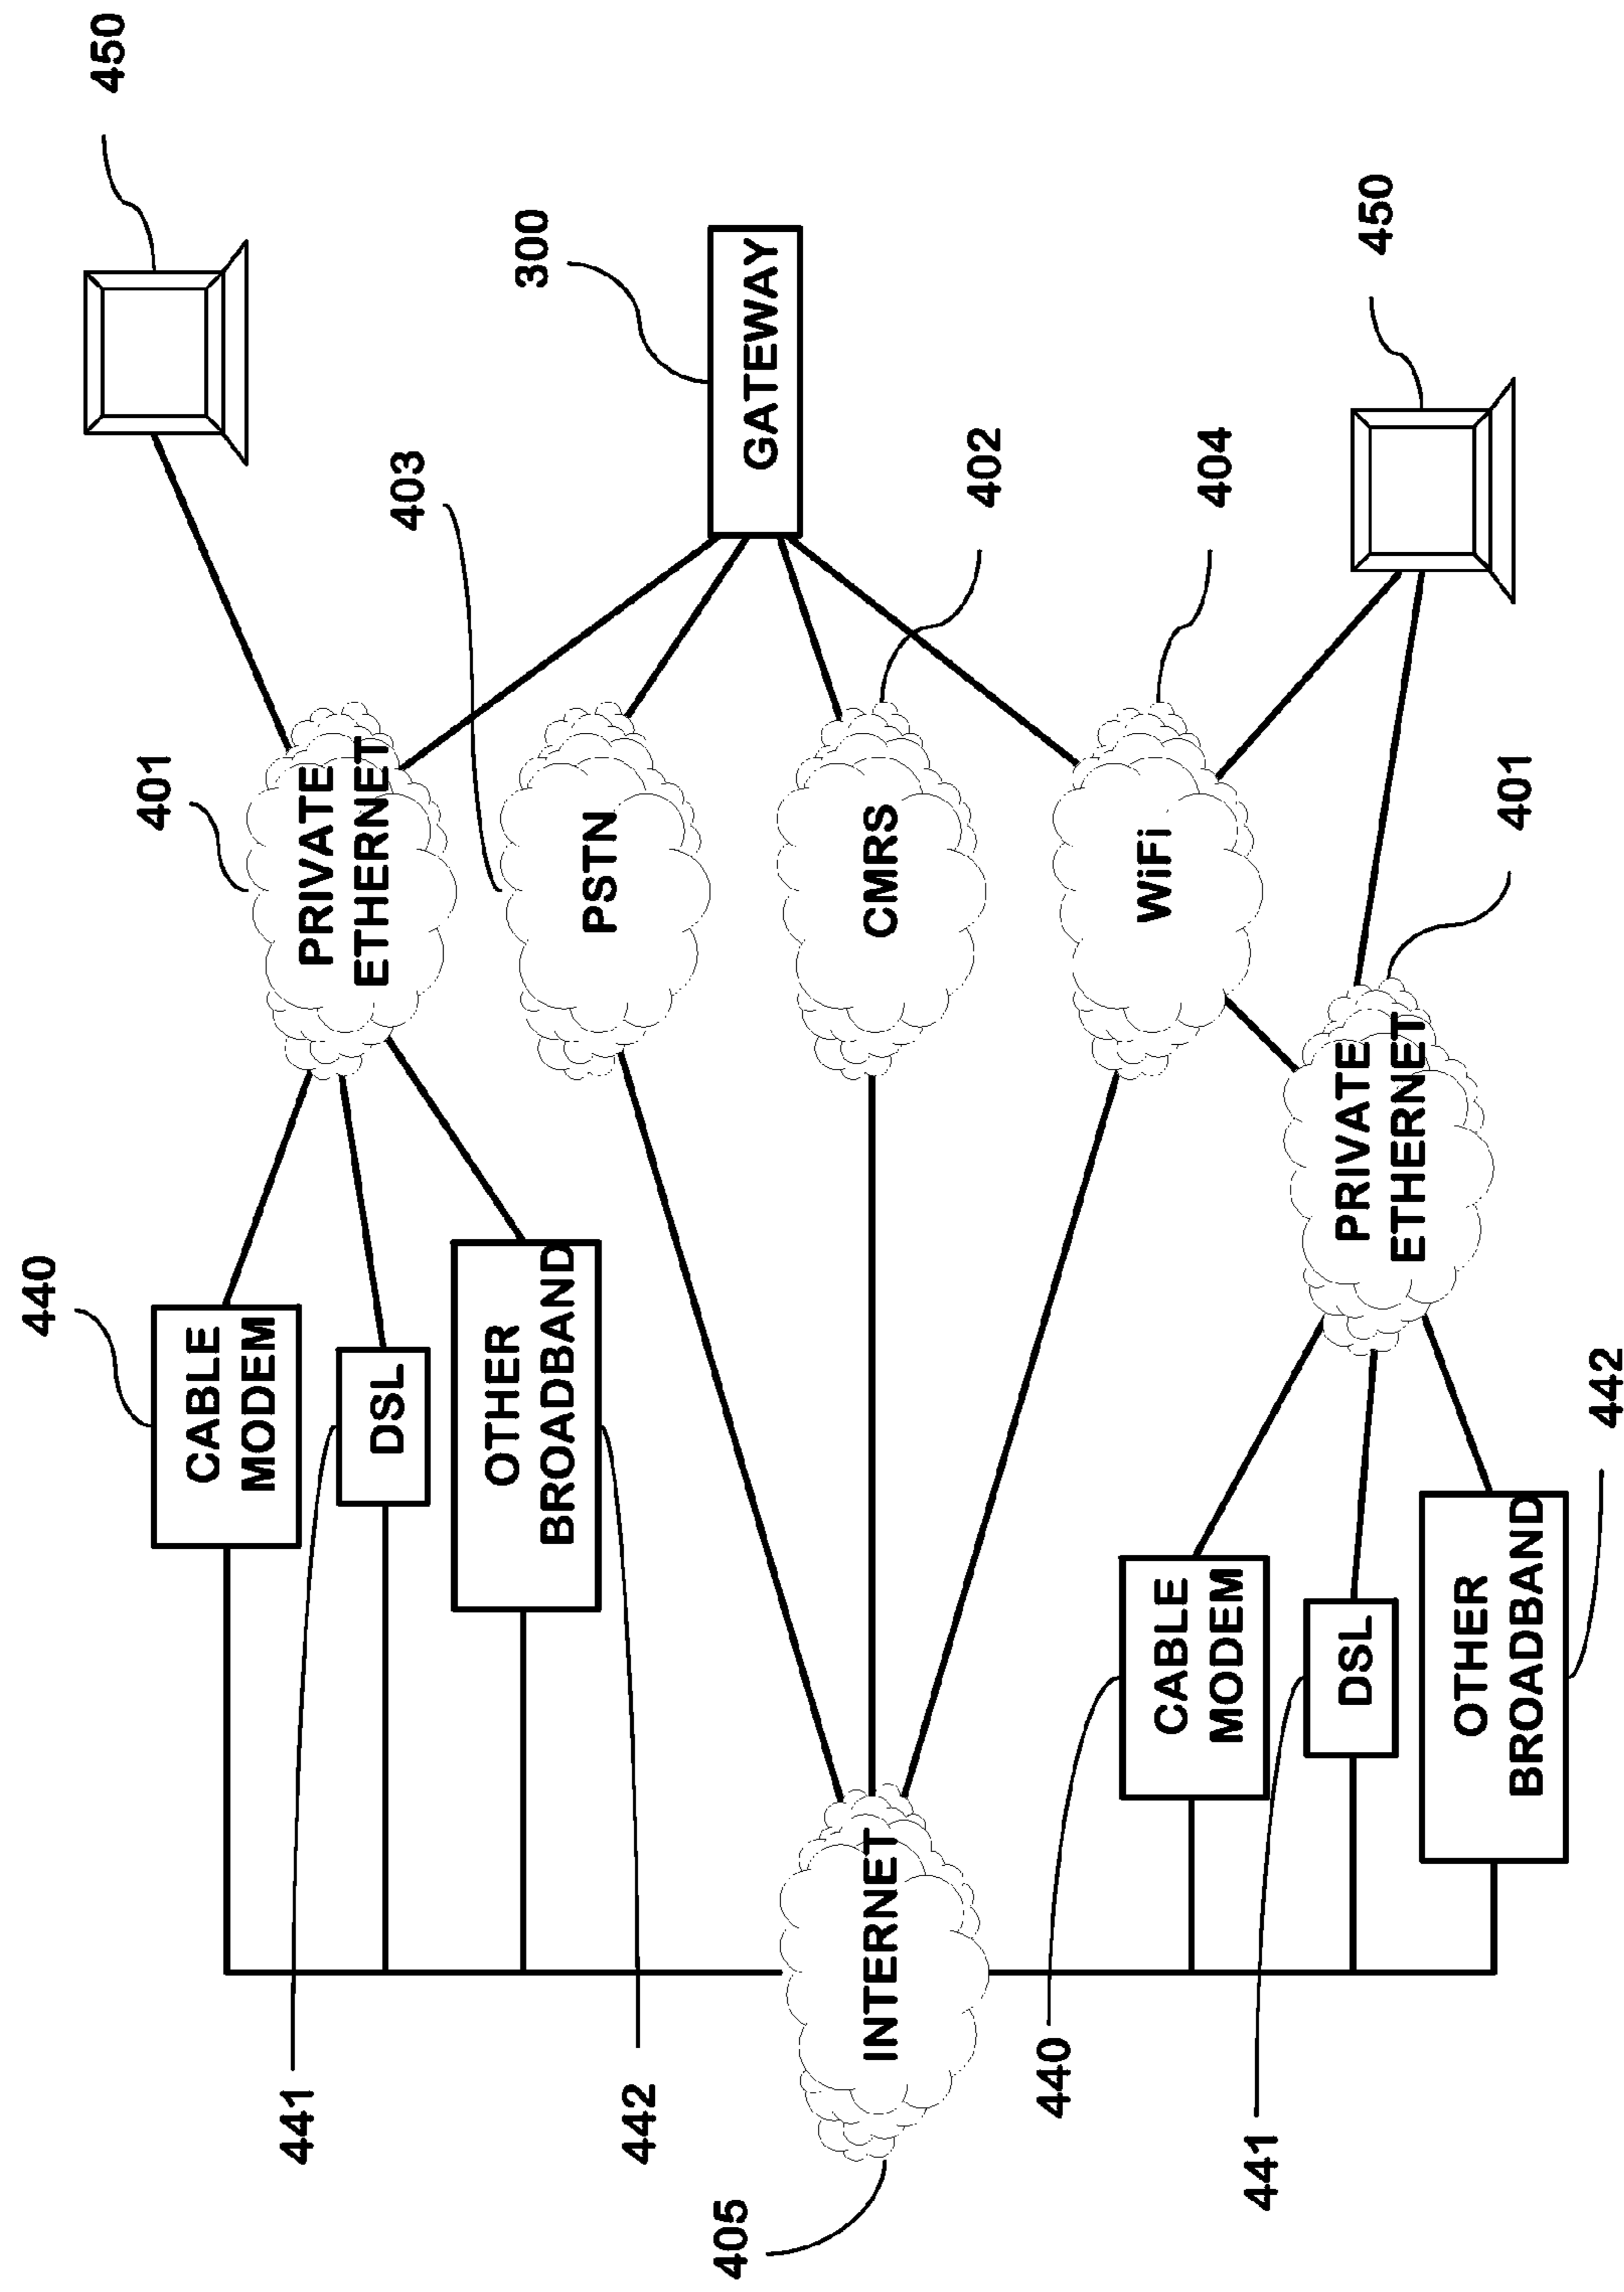 440
450
401
CABLE
MODEM
441
PRIVATE
ETHERNET
DSL
403
OTHER
BROADBAND
300
PSTN
442
405
GATEWAY
INTERNET
CMRS
402
440
WiFi
CABLE
MODEM
404
441
DSL
PRIVATE
ETHERNET
450
OTHER
BROADBAND
401
442